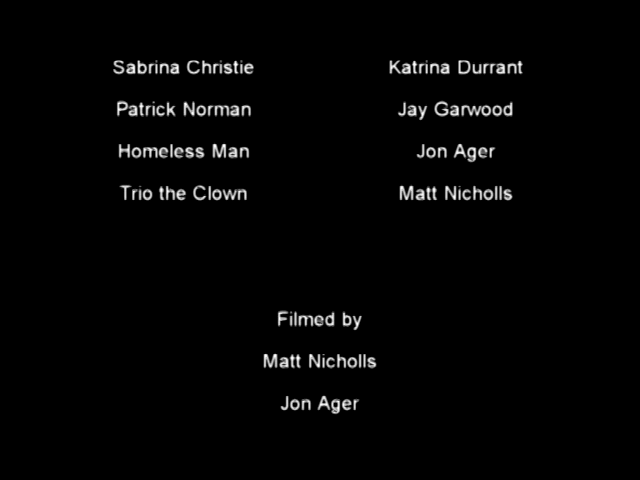 Sabrina Christie Katrina Durrant
Patrick Norman Jay Garwood
Homeless Man Jon Ager
Trio the Clown Matt Nicholls
Filmed by
Matt Nicholls
Jon Ager